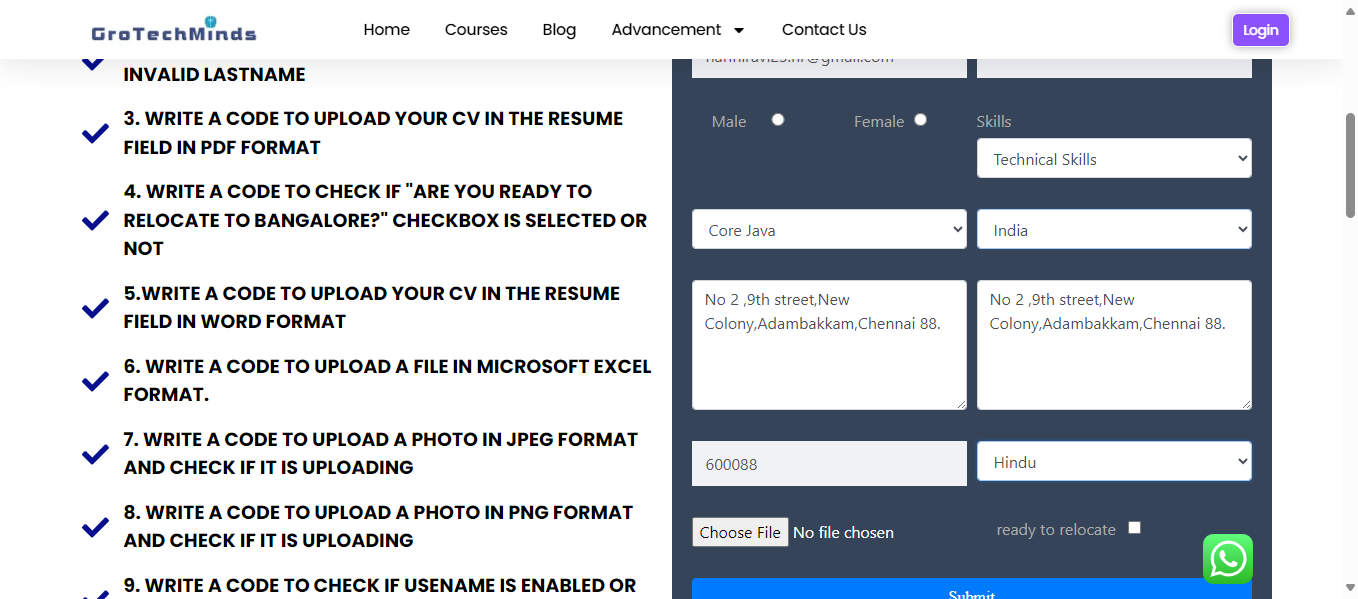 GroTechMinds
Home
Courses
Blog
Advancement
Contact Us
Login
INVALID LASTNAME
3. WRITE A CODE TO UPLOAD YOUR CV IN THE RESUME
FIELD IN PDF FORMAT
4. WRITE A CODE TO CHECK IF "ARE YOU READY TO
RELOCATE TO BANGALORE?" CHECKBOX IS SELECTED OR
NOT
5.WRITE A CODE TO UPLOAD YOUR CV IN THE RESUME
FIELD IN WORD FORMAT
6. WRITE A CODE TO UPLOAD A FILE IN MICROSOFT EXCEL
FORMAT.
7. WRITE A CODE TO UPLOAD A PHOTO IN JPEG FORMAT
AND CHECK IF IT IS UPLOADING
8. WRITE A CODE TO UPLOAD A PHOTO IN PNG FORMAT
AND CHECK IF IT IS UPLOADING
9. WRITE A CODE TO CHECK IF USENAME IS ENABLED OR
Male
Female
Skills
Technical Skills
Core Java
India
No 2 ,9th street,New
Colony,Adambakkam,Chennai 88.
No 2 ,9th street,New
Colony,Adambakkam,Chennai 88.
600088
Hindu
Choose File No file chosen
ready to relocate
Submit